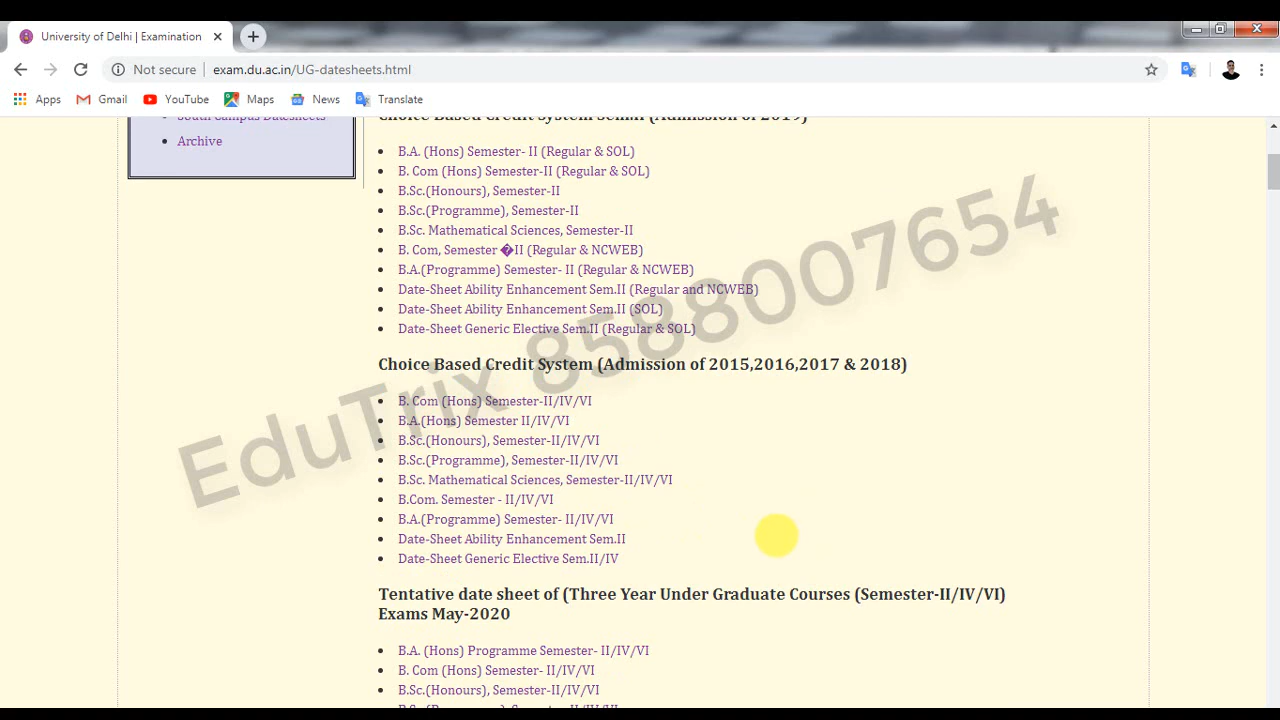 University of Delhi | Examination
Not secure | exam.du.ac.in/UG-datesheets.html
Apps Gmail YouTube Maps News Translate
South Campus Datesheets
Archive
Choice Based Credit System Sem.II (Admission of 2019)
B.A. (Hons) Semester- II (Regular & SOL)
B. Com (Hons) Semester-II (Regular & SOL)
B.Sc.(Honours), Semester-II
B.Sc.(Programme), Semester-II
B.Sc. Mathematical Sciences, Semester-II
B. Com, Semester �II (Regular & NCWEB)
B.A.(Programme) Semester- II (Regular & NCWEB)
Date-Sheet Ability Enhancement Sem.II (Regular and NCWEB)
Date-Sheet Ability Enhancement Sem.II (SOL)
Date-Sheet Generic Elective Sem.II (Regular & SOL)
EduTrix 8588007654
Choice Based Credit System (Admission of 2015,2016,2017 & 2018)
B. Com (Hons) Semester-II/IV/VI
B.A.(Hons) Semester II/IV/VI
B.Sc.(Honours), Semester-II/IV/VI
B.Sc.(Programme), Semester-II/IV/VI
B.Sc. Mathematical Sciences, Semester-II/IV/VI
B.Com. Semester - II/IV/VI
B.A.(Programme) Semester- II/IV/VI
Date-Sheet Ability Enhancement Sem.II
Date-Sheet Generic Elective Sem.II/IV
Tentative date sheet of (Three Year Under Graduate Courses (Semester-II/IV/VI)
Exams May-2020
B.A. (Hons) Programme Semester- II/IV/VI
B. Com (Hons) Semester- II/IV/VI
B.Sc.(Honours), Semester-II/IV/VI